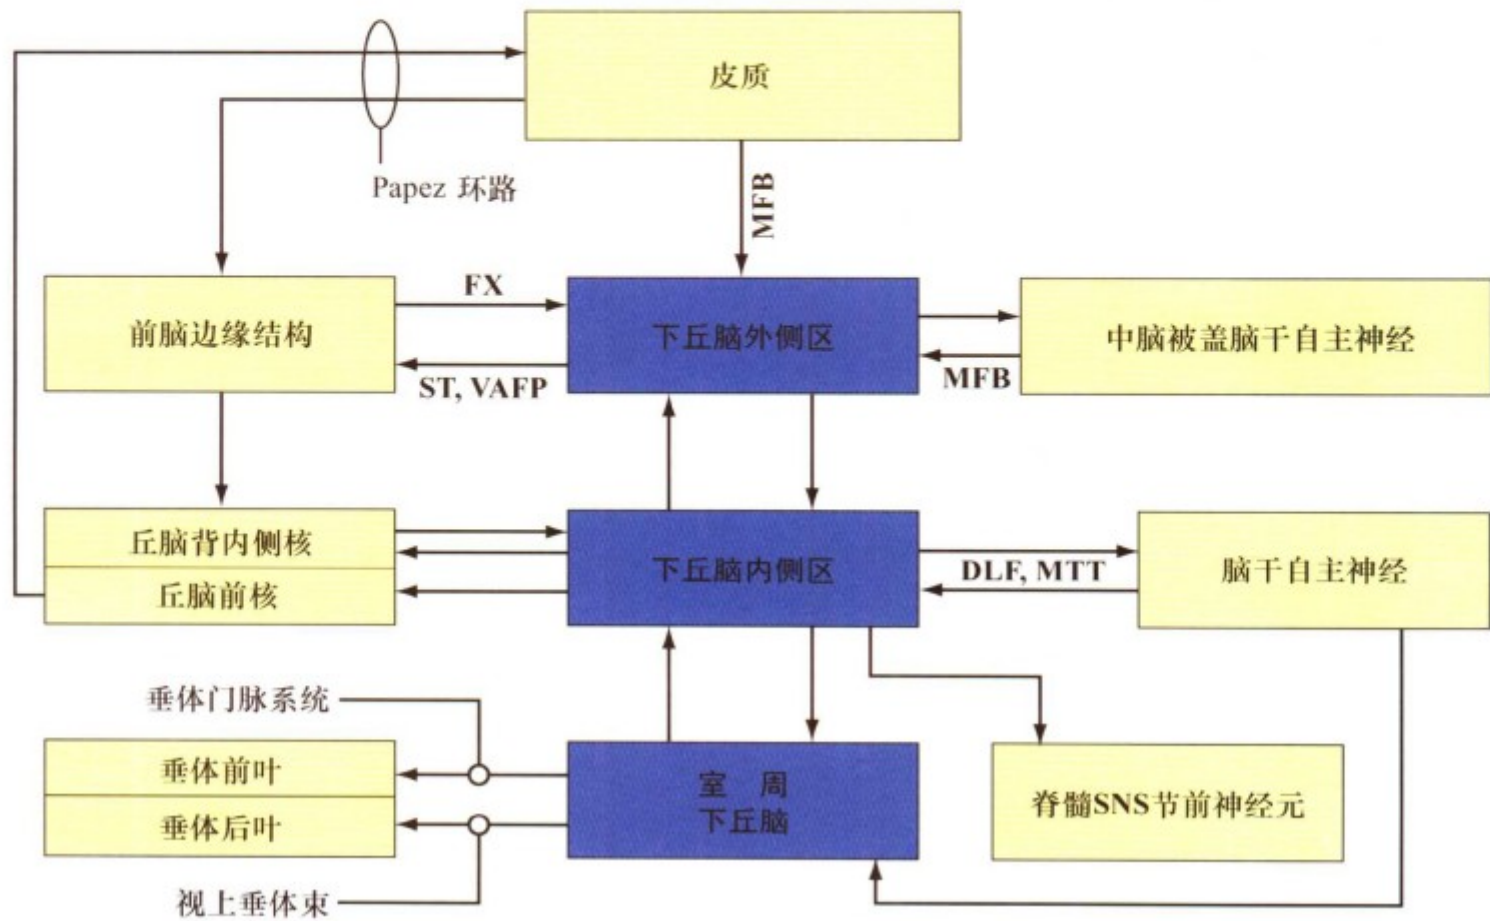 皮质
Papez 环路
MFB
前脑边缘结构
FX
ST, VAFP
下丘脑外侧区
MFB
中脑被盖脑干自主神经
丘脑背内侧核
丘脑前核
下丘脑内侧区
DLF, MTT
脑干自主神经
垂体门脉系统
垂体前叶
垂体后叶
室 周
下丘脑
脊髓SNS节前神经元
视上垂体束